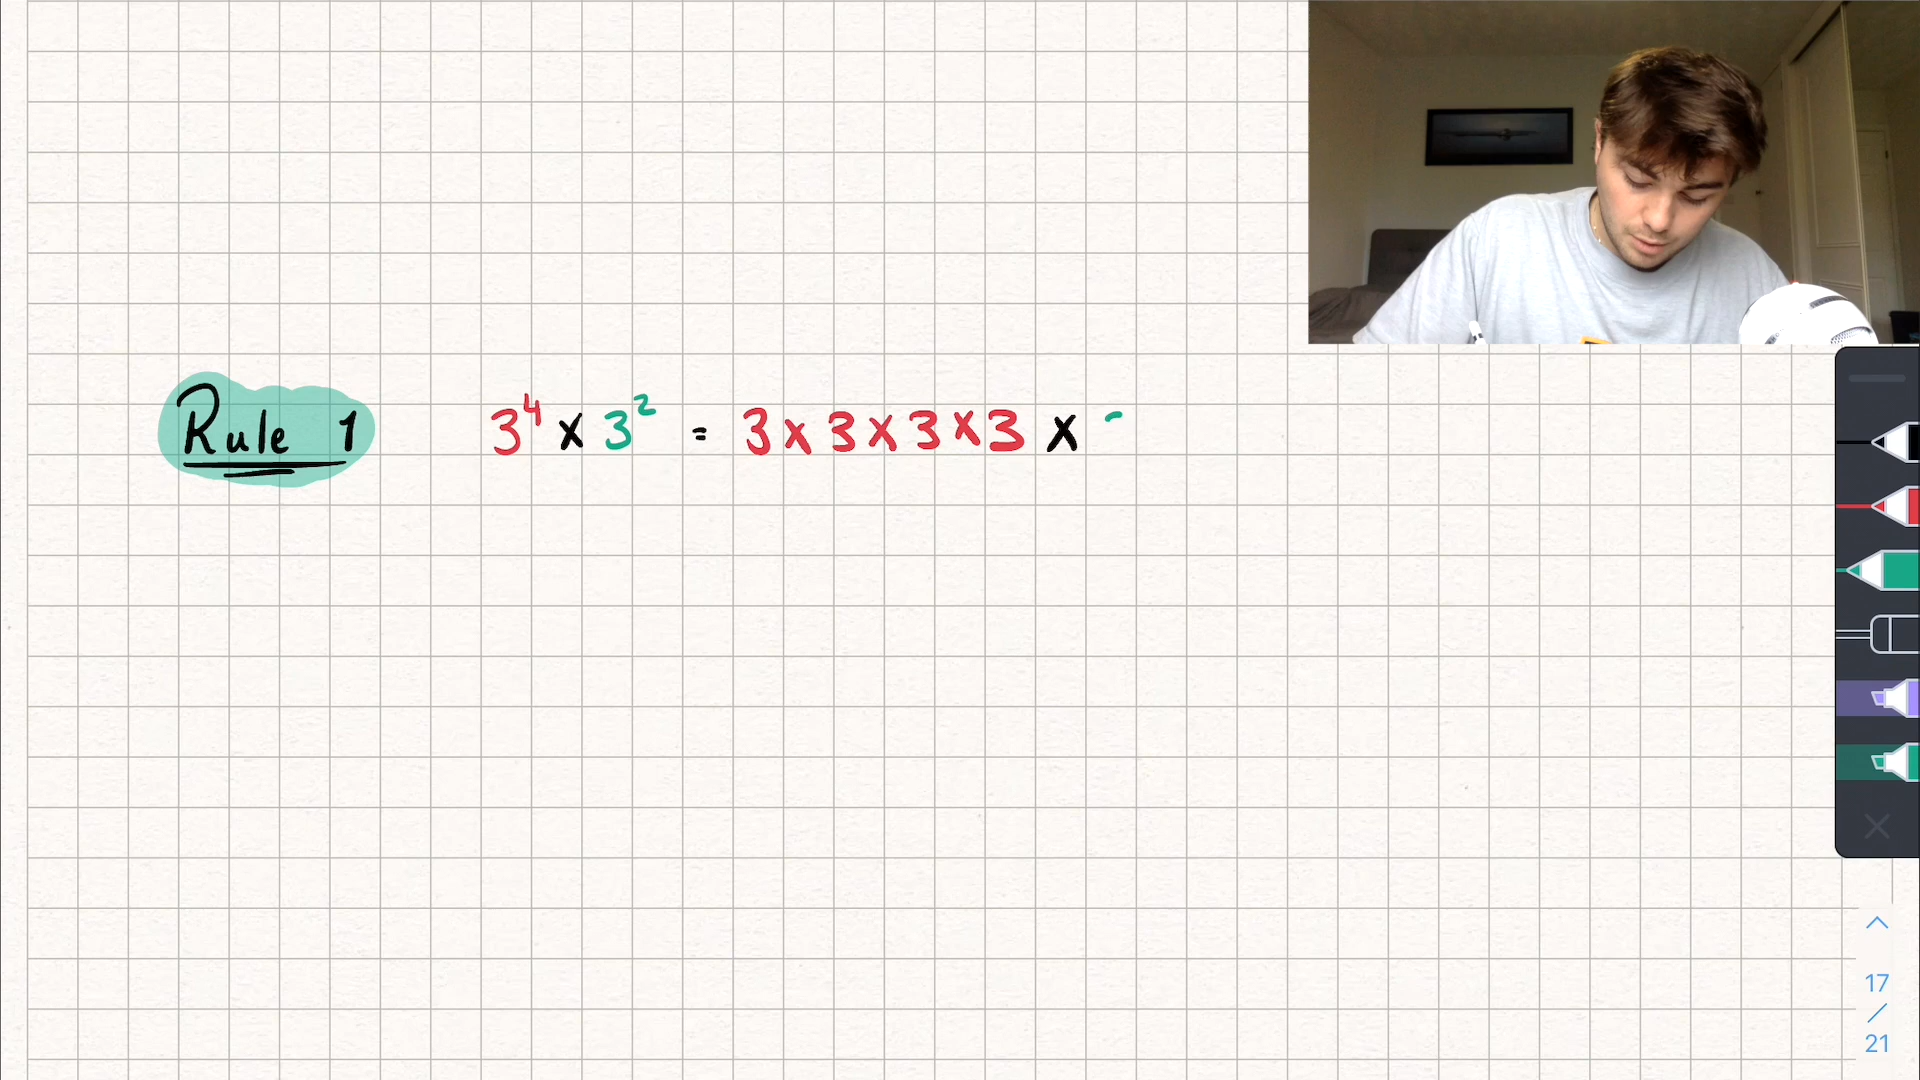 Rule 1 3⁴ x 3² = 3 x 3 x 3 x 3 x
17
/
21